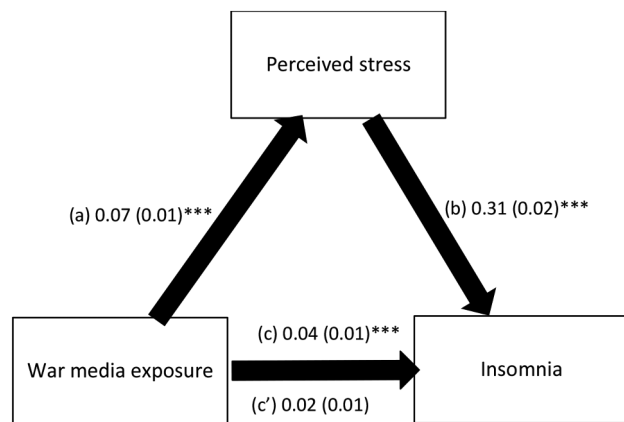 Perceived stress
(a) 0.07 (0.01)***
(b) 0.31 (0.02)***
War media exposure
(c) 0.04 (0.01)***
Insomnia
(c’) 0.02 (0.01)